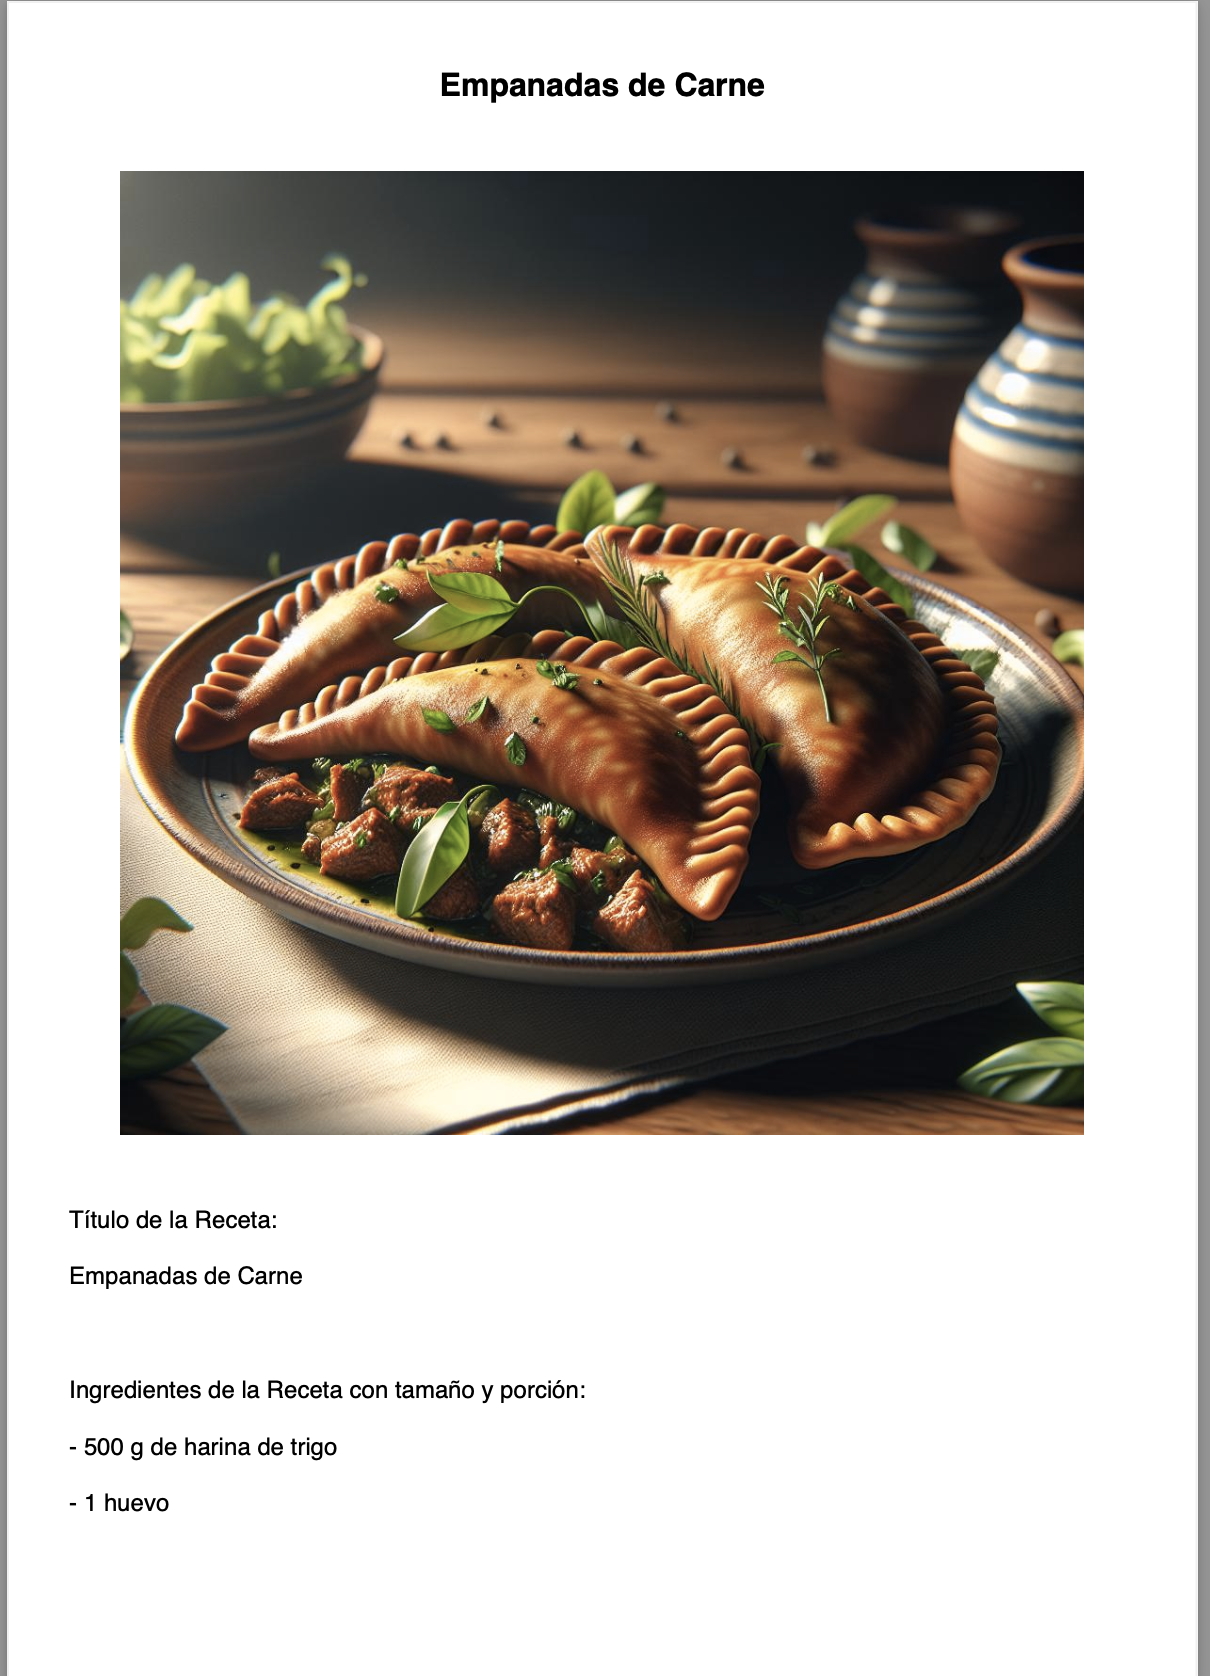 Empanadas de Carne
Título de la Receta:
Empanadas de Carne
Ingredientes de la Receta con tamaño y porción:
- 500 g de harina de trigo
- 1 huevo